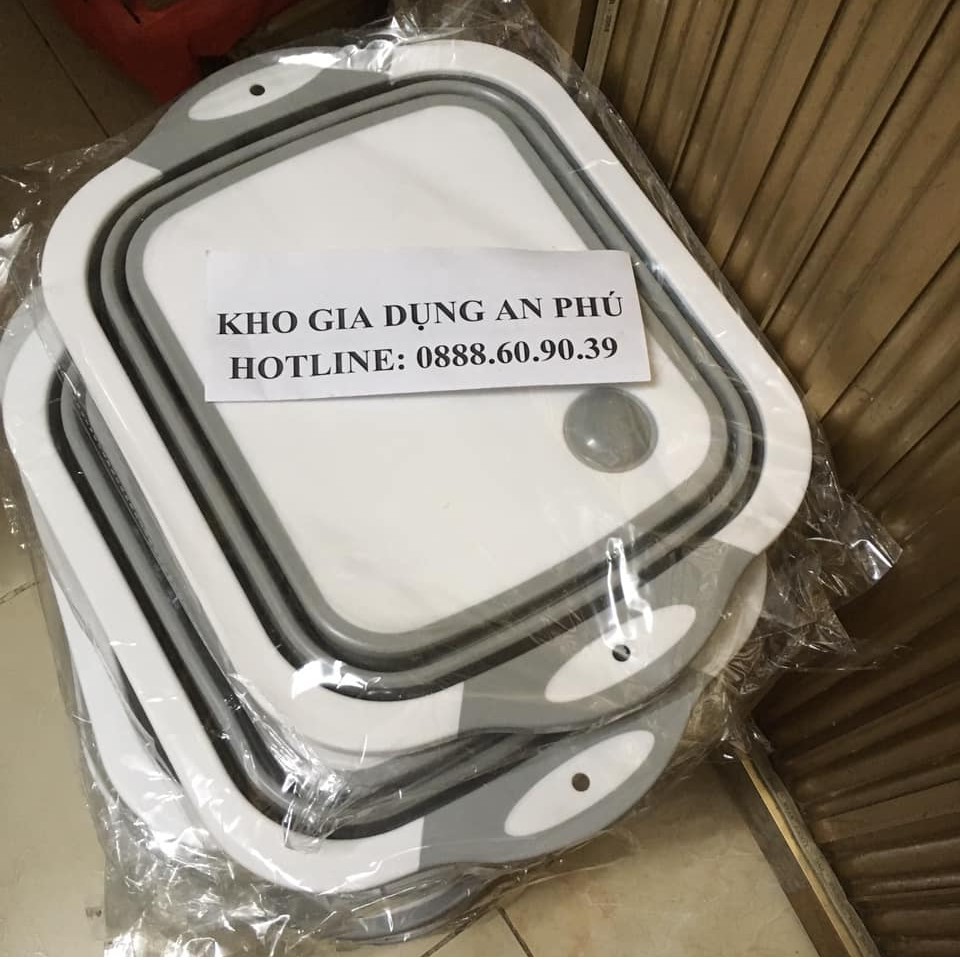 KHO GIA DỤNG AN PHÚ
HOTLINE: 0888.60.90.39